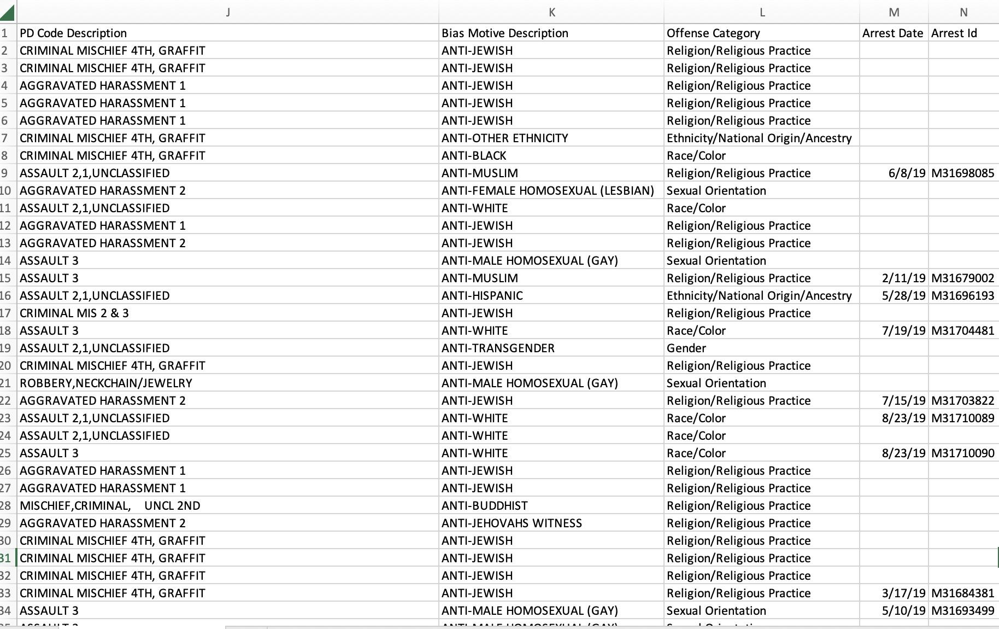 J K L M N
1 PD Code Description Bias Motive Description Offense Category Arrest Date Arrest Id
2 CRIMINAL MISCHIEF 4TH, GRAFFIT ANTI-JEWISH Religion/Religious Practice
3 CRIMINAL MISCHIEF 4TH, GRAFFIT ANTI-JEWISH Religion/Religious Practice
4 AGGRAVATED HARASSMENT 1 ANTI-JEWISH Religion/Religious Practice
5 AGGRAVATED HARASSMENT 1 ANTI-JEWISH Religion/Religious Practice
6 AGGRAVATED HARASSMENT 1 ANTI-JEWISH Religion/Religious Practice
7 CRIMINAL MISCHIEF 4TH, GRAFFIT ANTI-OTHER ETHNICITY Ethnicity/National Origin/Ancestry
8 CRIMINAL MISCHIEF 4TH, GRAFFIT ANTI-BLACK Race/Color
9 ASSAULT 2,1,UNCLASSIFIED ANTI-MUSLIM Religion/Religious Practice 6/8/19 M31698085
10 AGGRAVATED HARASSMENT 2 ANTI-FEMALE HOMOSEXUAL (LESBIAN) Sexual Orientation
11 ASSAULT 2,1,UNCLASSIFIED ANTI-WHITE Race/Color
12 AGGRAVATED HARASSMENT 1 ANTI-JEWISH Religion/Religious Practice
13 AGGRAVATED HARASSMENT 2 ANTI-JEWISH Religion/Religious Practice
14 ASSAULT 3 ANTI-MALE HOMOSEXUAL (GAY) Sexual Orientation
15 ASSAULT 3 ANTI-MUSLIM Religion/Religious Practice 2/11/19 M31679002
16 ASSAULT 2,1,UNCLASSIFIED ANTI-HISPANIC Ethnicity/National Origin/Ancestry 5/28/19 M31696193
17 CRIMINAL MIS 2 & 3 ANTI-JEWISH Religion/Religious Practice
18 ASSAULT 3 ANTI-WHITE Race/Color 7/19/19 M31704481
19 ASSAULT 2,1,UNCLASSIFIED ANTI-TRANSGENDER Gender
20 CRIMINAL MISCHIEF 4TH, GRAFFIT ANTI-JEWISH Religion/Religious Practice
21 ROBBERY,NECKCHAIN/JEWELRY ANTI-MALE HOMOSEXUAL (GAY) Sexual Orientation
22 AGGRAVATED HARASSMENT 2 ANTI-JEWISH Religion/Religious Practice 7/15/19 M31703822
23 ASSAULT 2,1,UNCLASSIFIED ANTI-WHITE Race/Color 8/23/19 M31710089
24 ASSAULT 2,1,UNCLASSIFIED ANTI-WHITE Race/Color
25 ASSAULT 3 ANTI-WHITE Race/Color 8/23/19 M31710090
26 AGGRAVATED HARASSMENT 1 ANTI-JEWISH Religion/Religious Practice
27 AGGRAVATED HARASSMENT 1 ANTI-JEWISH Religion/Religious Practice
28 MISCHIEF,CRIMINAL, UNCL 2ND ANTI-BUDDHIST Religion/Religious Practice
29 AGGRAVATED HARASSMENT 2 ANTI-JEHOVAHS WITNESS Religion/Religious Practice
30 CRIMINAL MISCHIEF 4TH, GRAFFIT ANTI-JEWISH Religion/Religious Practice
31 CRIMINAL MISCHIEF 4TH, GRAFFIT ANTI-JEWISH Religion/Religious Practice
32 CRIMINAL MISCHIEF 4TH, GRAFFIT ANTI-JEWISH Religion/Religious Practice
33 CRIMINAL MISCHIEF 4TH, GRAFFIT ANTI-JEWISH Religion/Religious Practice 3/17/19 M31684381
34 ASSAULT 3 ANTI-MALE HOMOSEXUAL (GAY) Sexual Orientation 5/10/19 M31693499